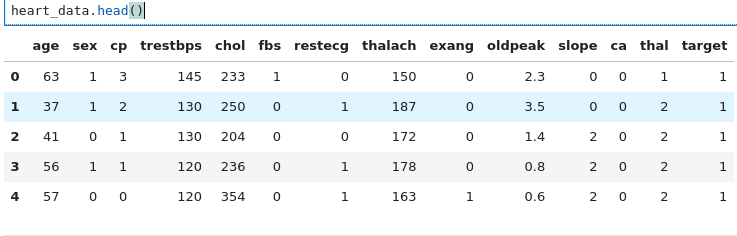 heart_data.head()
age sex cp trestbps chol fbs restecg thalach exang oldpeak slope ca thal target
0 63 1 3 145 233 1 0 150 0 2.3 0 0 1 1
1 37 1 2 130 250 0 1 187 0 3.5 0 0 2 1
2 41 0 1 130 204 0 0 172 0 1.4 2 0 2 1
3 56 1 1 120 236 0 1 178 0 0.8 2 0 2 1
4 57 0 0 120 354 0 1 163 1 0.6 2 0 2 1